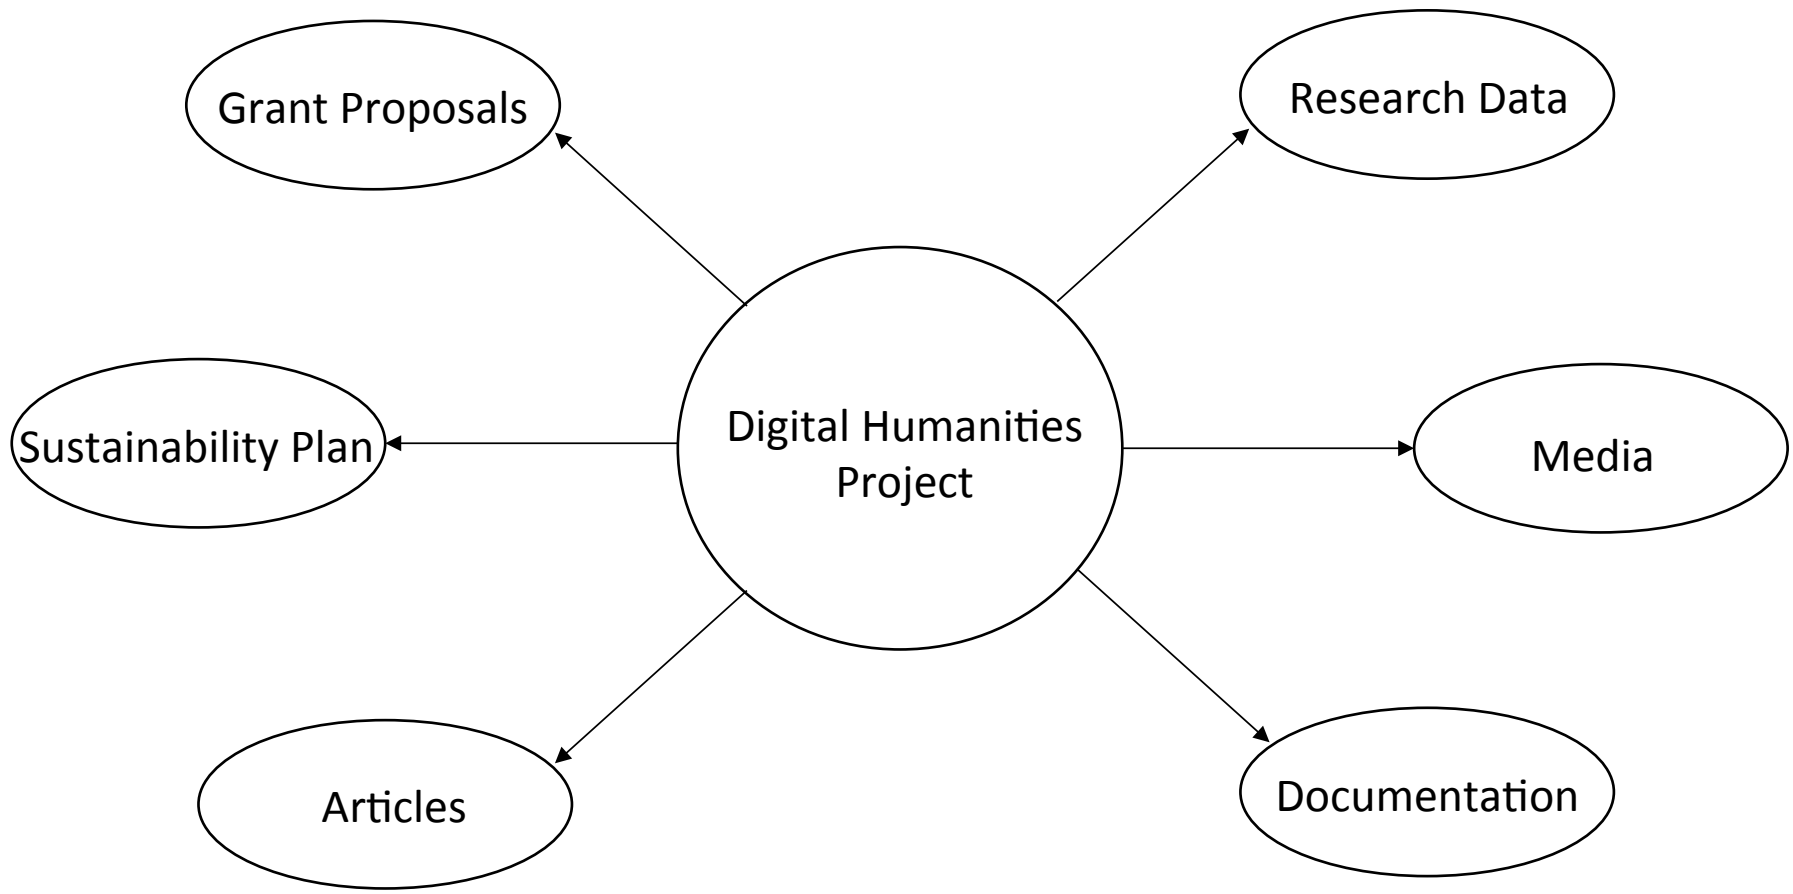 Grant Proposals
Research Data
Sustainability Plan
Digital Humanities
Project
Media
Articles
Documentation